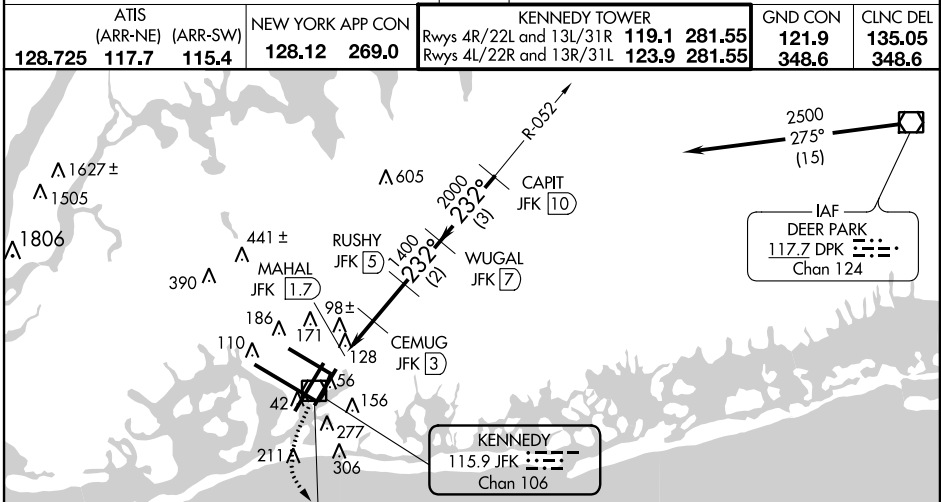 ATIS
(ARR-NE) (ARR-SW)
128.725 117.7 115.4
NEW YORK APP CON
128.12 269.0
KENNEDY TOWER
Rwys 4R/22L and 13L/31R 119.1 281.55
Rwys 4L/22R and 13R/31L 123.9 281.55
GND CON
121.9
348.6
CLNC DEL
135.05
348.6
R-052
2500
275°
(15)
1627±
1505
1806
605
2000
232°
(3)
CAPIT
JFK 10
IAF
DEER PARK
117.7 DPK
Chan 124
441±
390
RUSHY
JFK 5
1400
232°
(2)
WUGAL
JFK 7
MAHAL
JFK 1.7
186
171
98±
128
110
CEMUG
JFK 3
56
42
156
277
211
306
KENNEDY
115.9 JFK
Chan 106